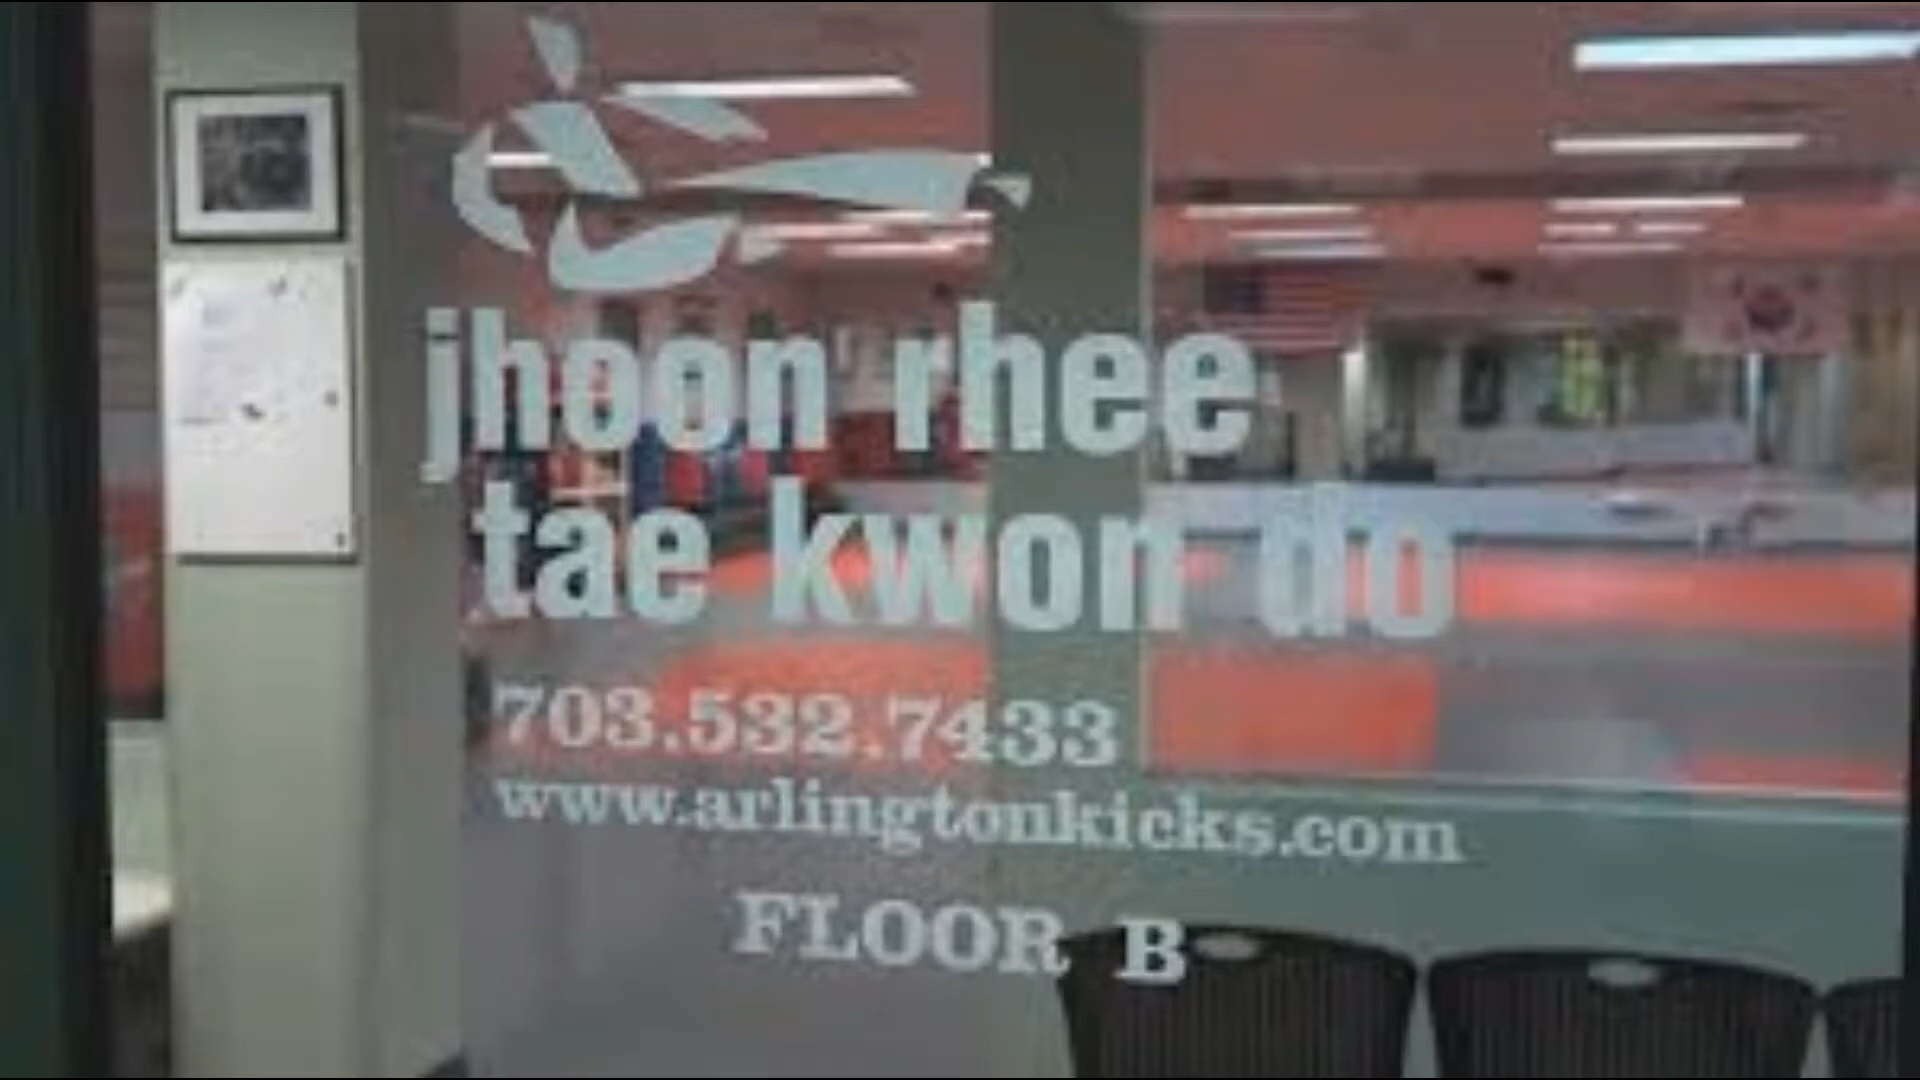 jhoon rhee
tae kwon do
703.532.7433
www.arlingtonkicks.com
FLOOR B